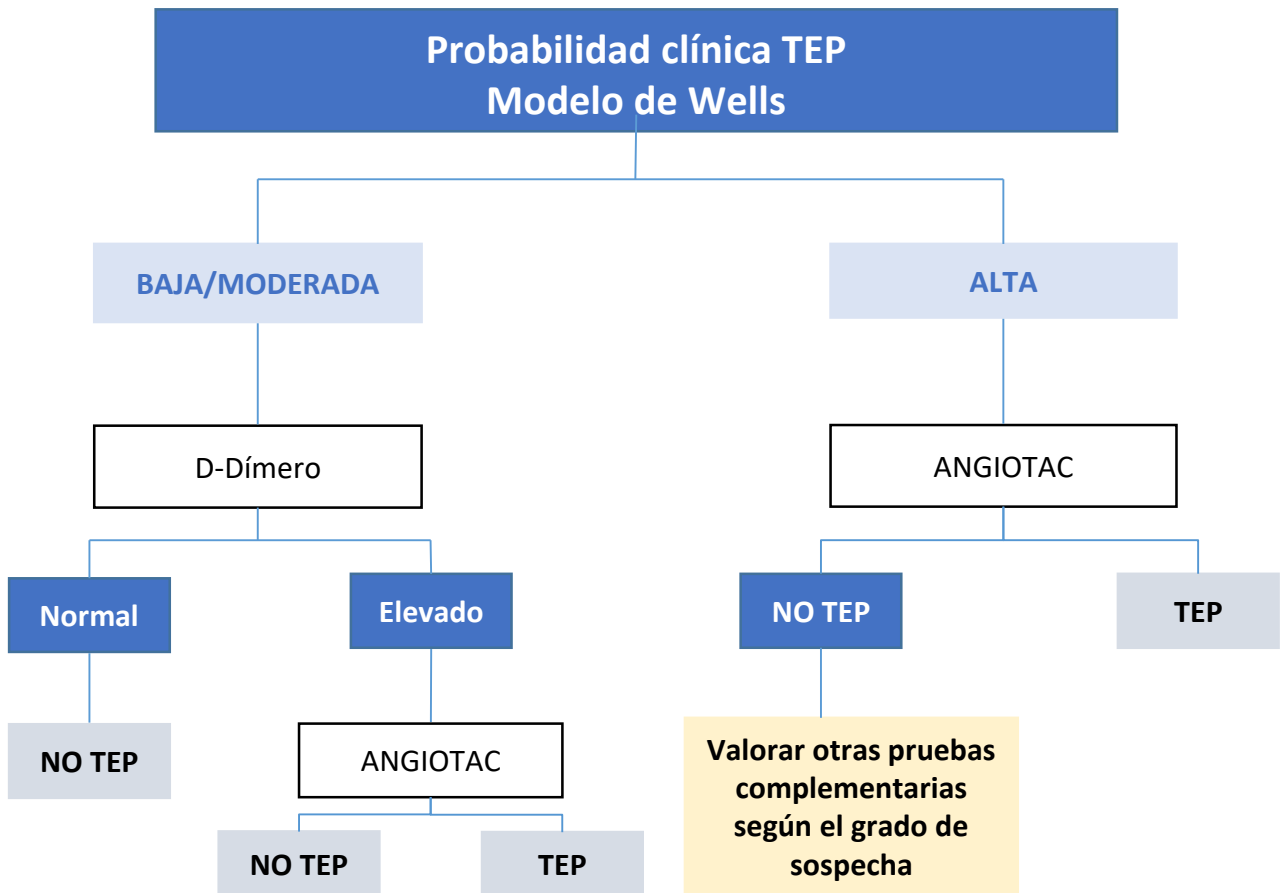 Probabilidad clínica TEP
Modelo de Wells
BAJA/MODERADA
ALTA
D-Dímero
ANGIOTAC
Normal
Elevado
NO TEP
TEP
NO TEP
ANGIOTAC
Valorar otras pruebas
complementarias
según el grado de
sospecha
NO TEP
TEP